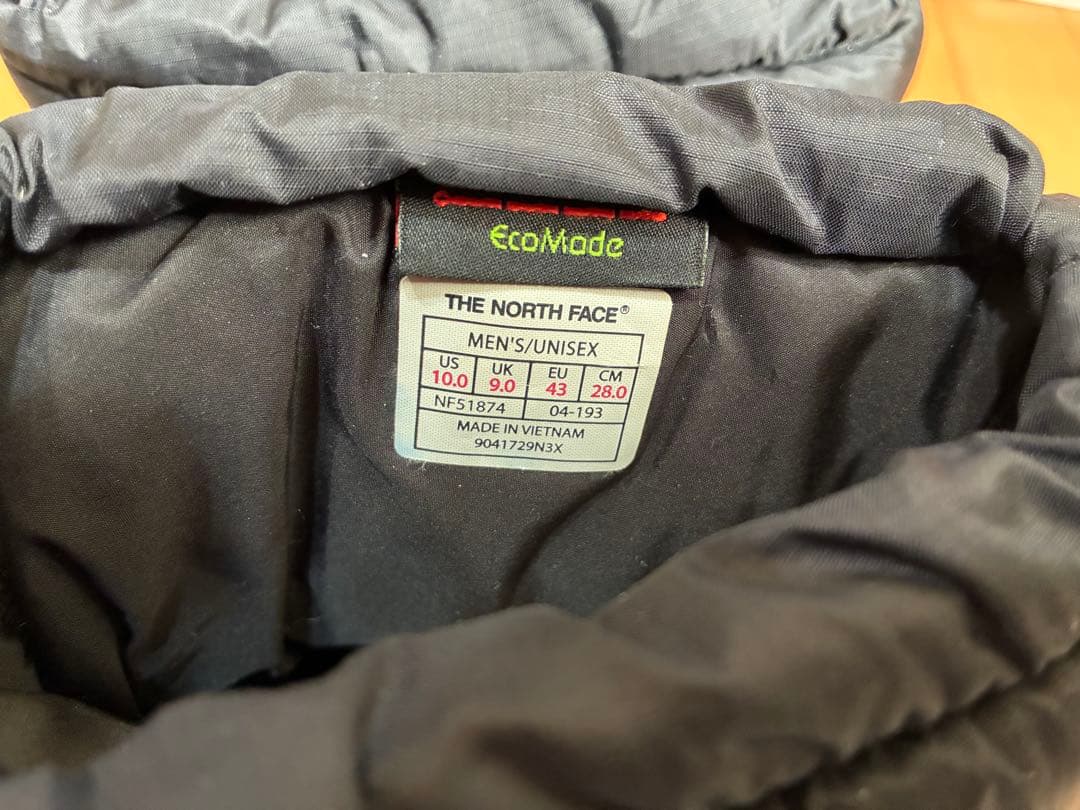 EcoMade
THE NORTH FACE®
MEN'S/UNISEX
US UK EU CM
10.0 9.0 43 28.0
NF51874 04-193
MADE IN VIETNAM
9041729N3X